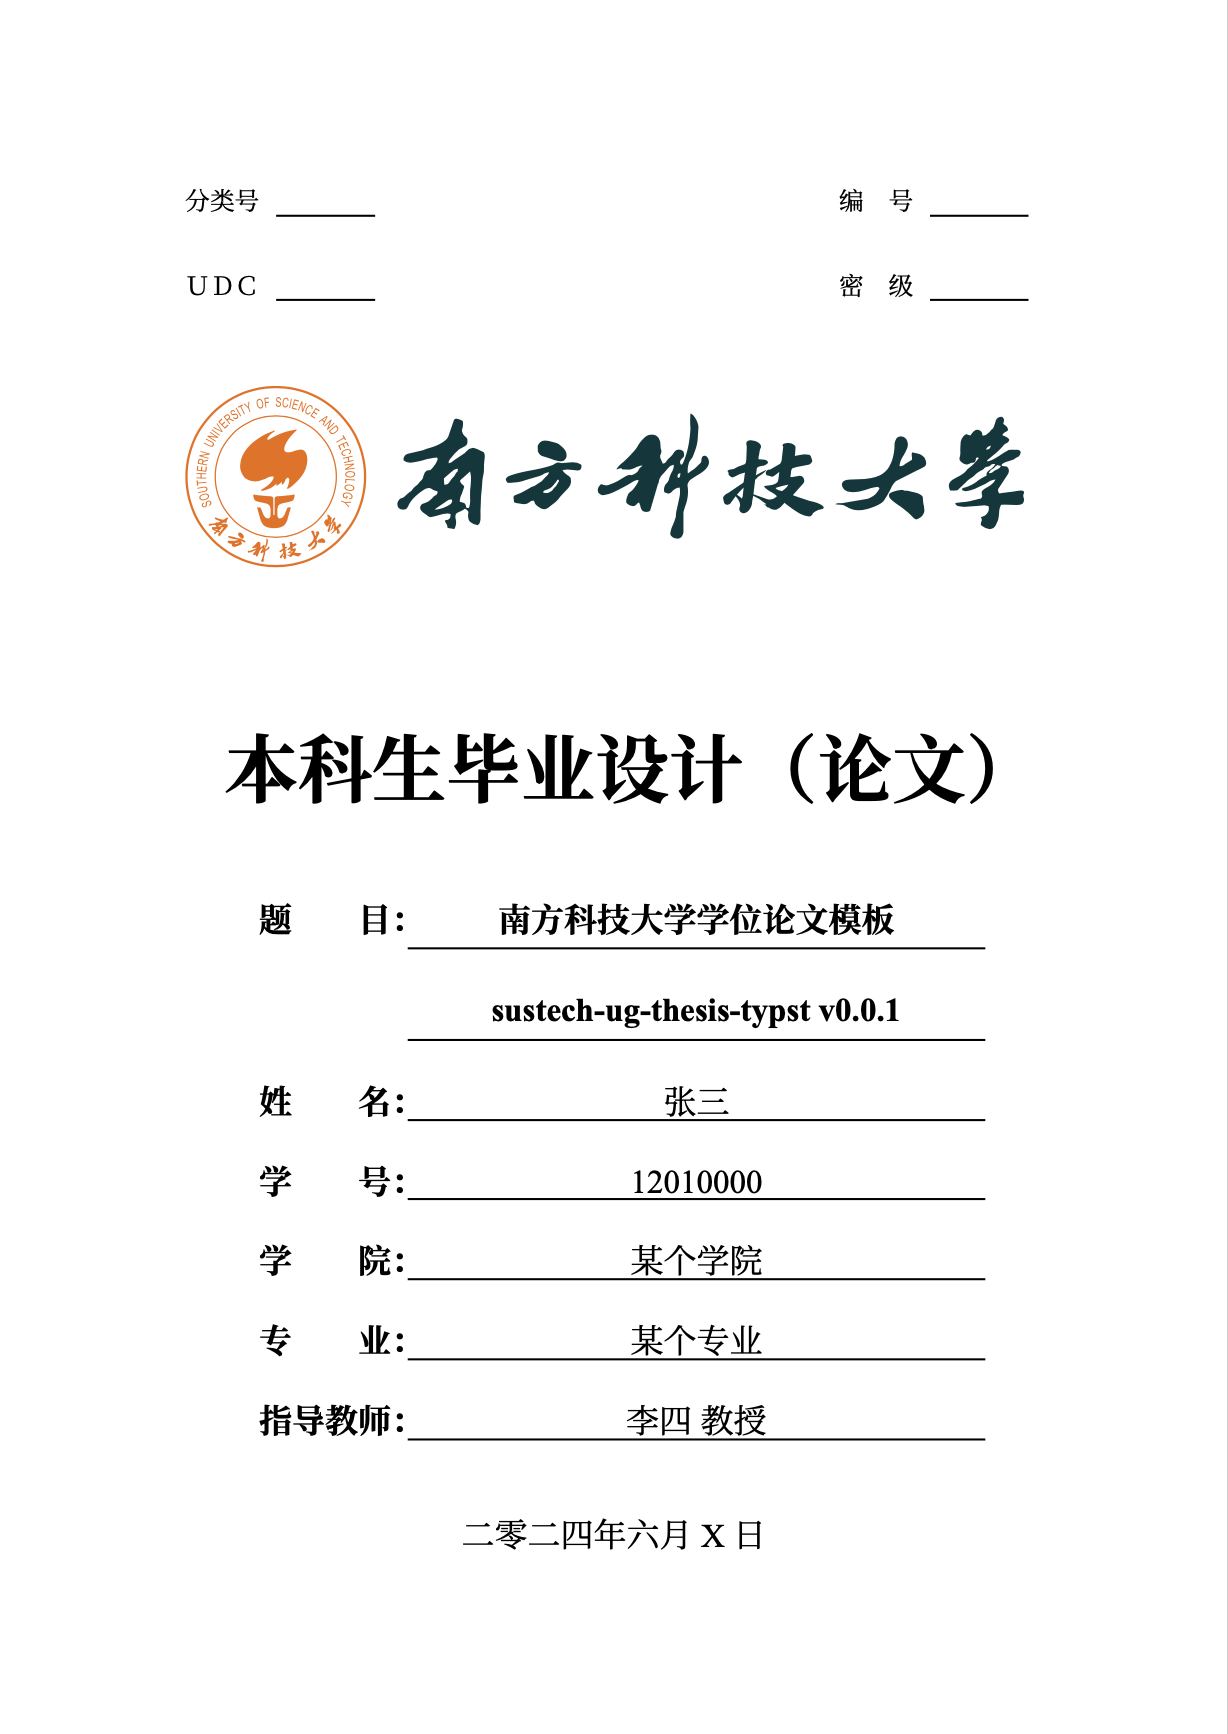 分类号 编 号
UDC 密 级
SOUTHERN UNIVERSITY OF SCIENCE AND TECHNOLOGY
南方科技大学
南方科技大学
本科生毕业设计（论文）
题 目： 南方科技大学学位论文模板
sustech-ug-thesis-typst v0.0.1
姓 名： 张三
学 号： 12010000
学 院： 某个学院
专 业： 某个专业
指导教师： 李四 教授
二零二四年六月 X 日